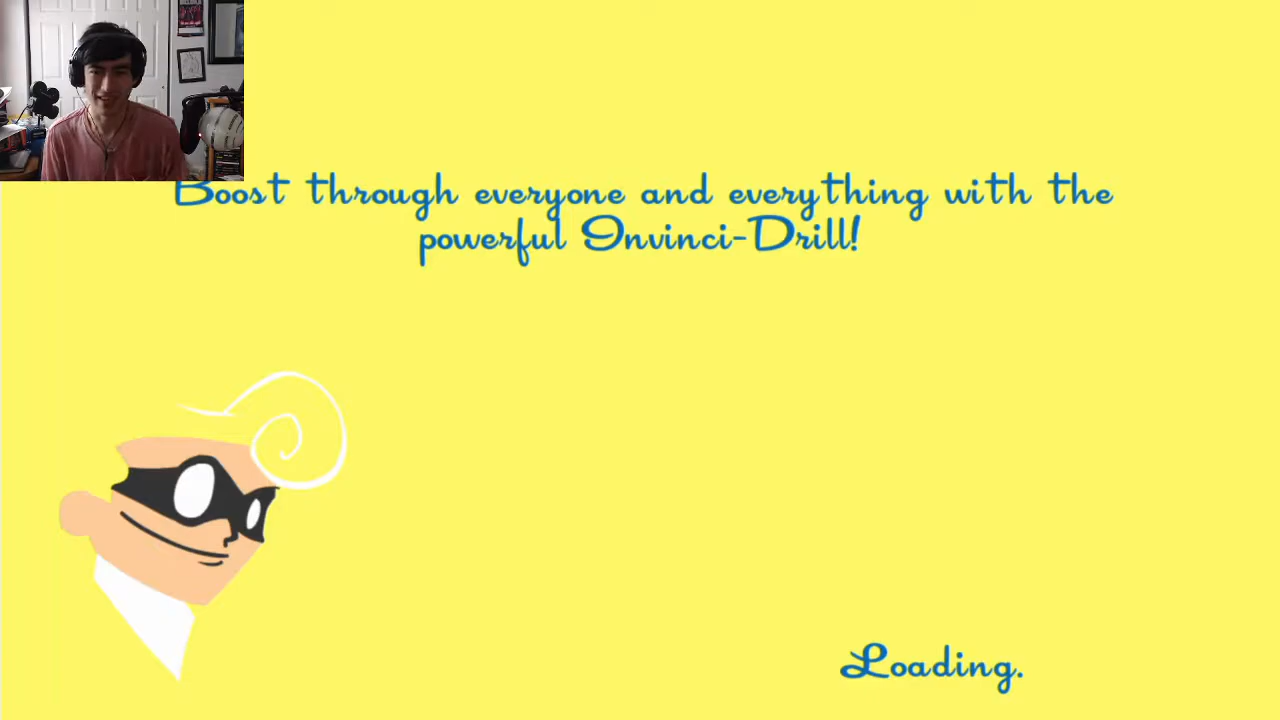 Boost through everyone and everything with the
powerful Invinci-Drill!
Loading.